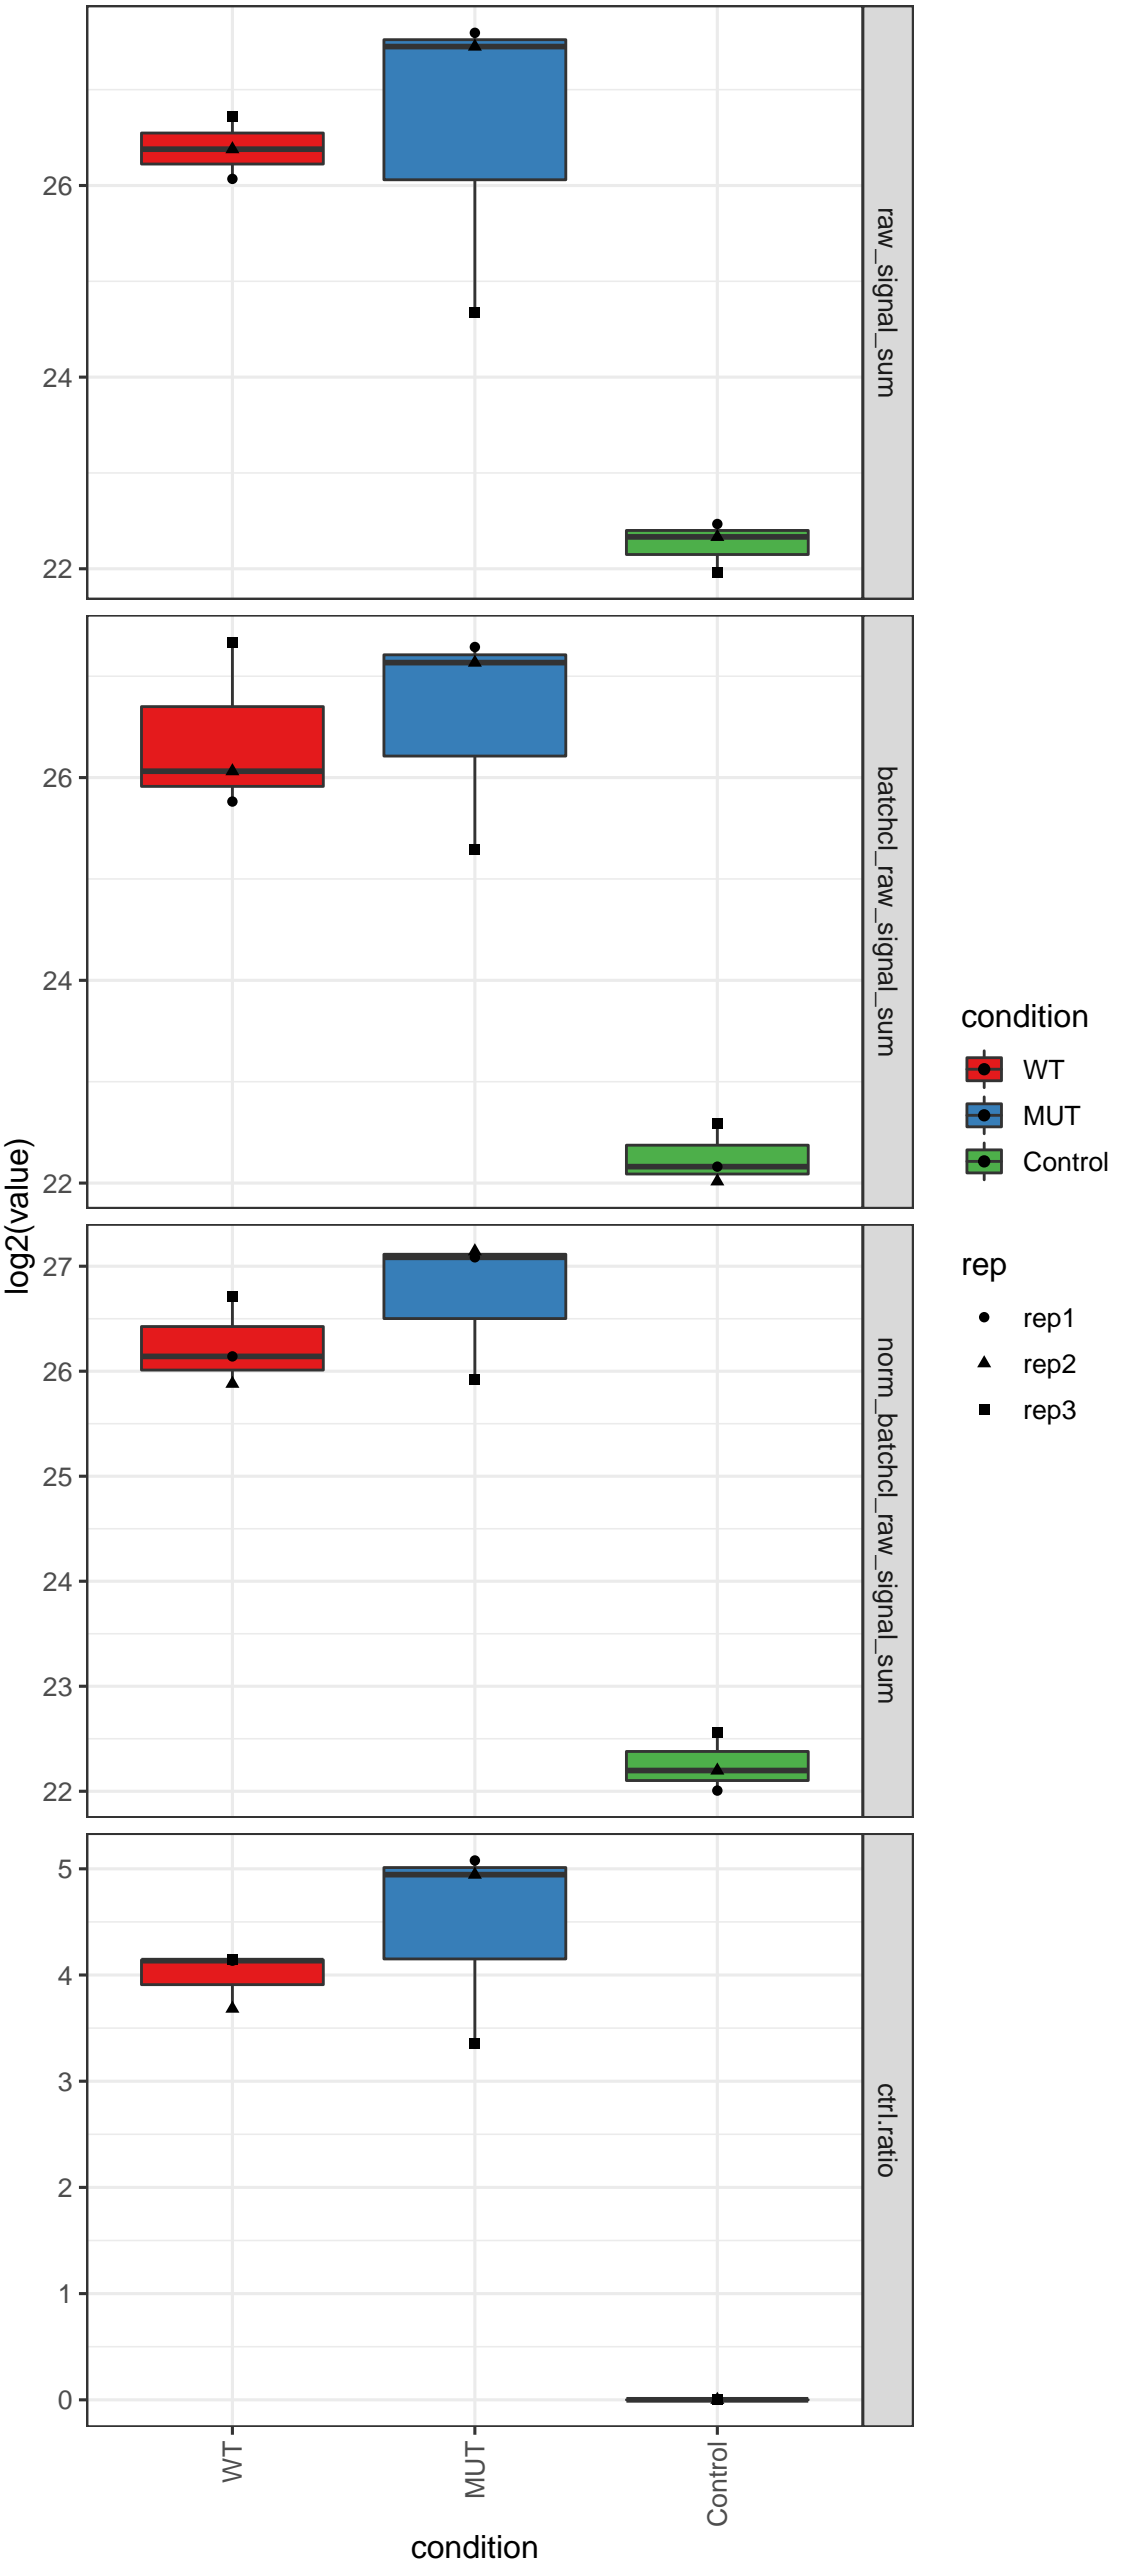 log2(value)
26
24
22
raw_signal_sum
26
24
22
batchcl_raw_signal_sum
27
26
25
24
23
22
norm_batchcl_raw_signal_sum
5
4
3
2
1
0
ctrl.ratio
WT
MUT
Control
condition
condition
WT
MUT
Control
rep
rep1
rep2
rep3